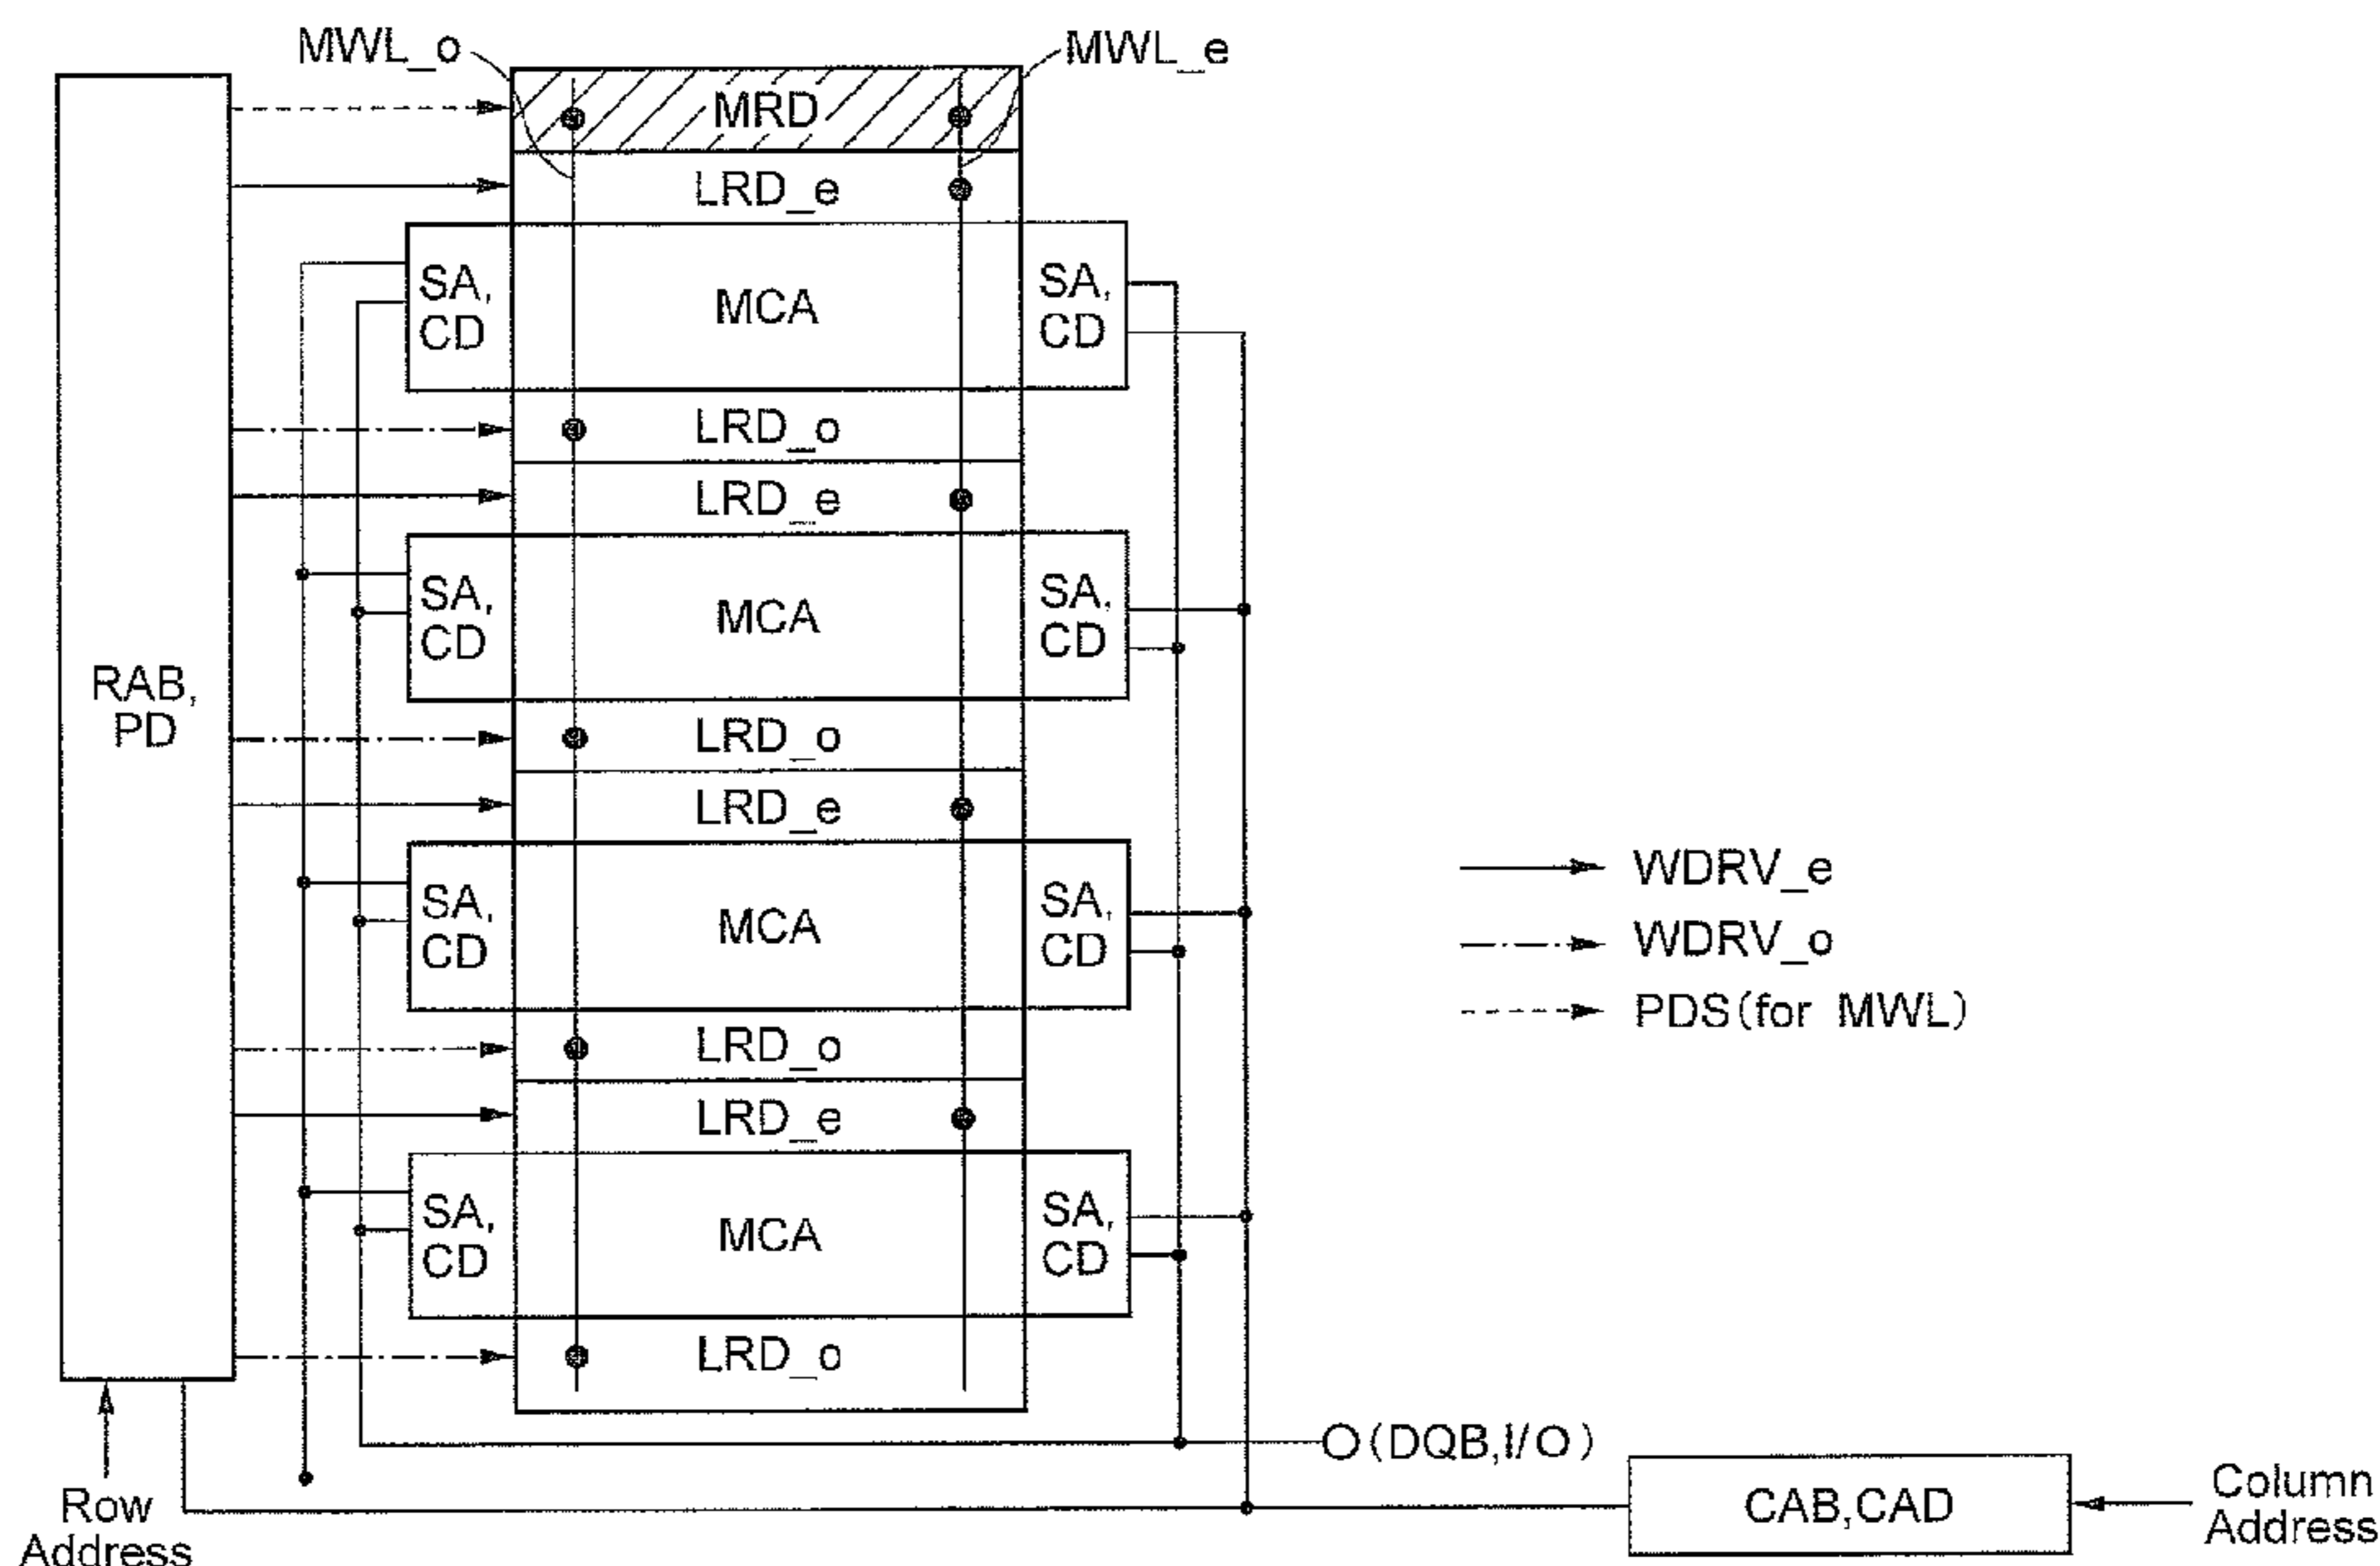 MWL_o
MWL_e
MRD
LRD_e
SA,
CD
MCA
SA,
CD
LRD_o
LRD_e
SA,
CD
MCA
SA,
CD
RAB,
PD
LRD_o
LRD_e
SA,
CD
MCA
SA,
CD
WDRV_e
WDRV_o
PDS(for MWL)
LRD_o
LRD_e
SA,
CD
MCA
SA,
CD
LRD_o
(DQB,I/O)
Row
Address
CAB,CAD
Column
Address